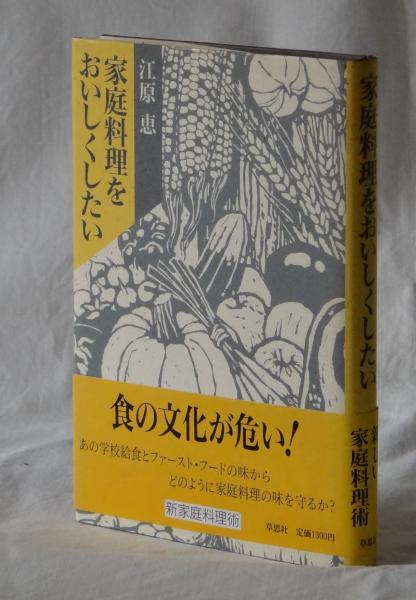 家庭料理を
おいしくしたい
江原 恵
食の文化が危い!
あの学校給食とファースト・フードの味から
どのように家庭料理の味を守るか?
新家庭料理術
草思社 定価1300円
家庭料理をおいしくしたい
新しい
家庭料理術
草思社